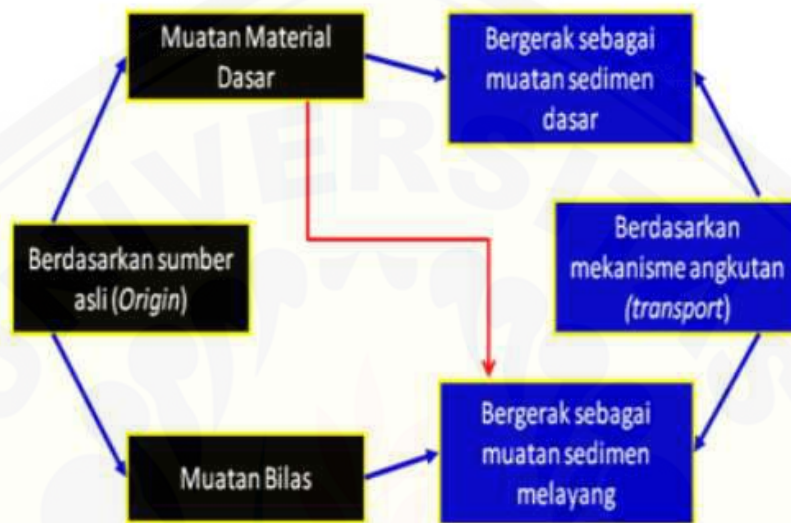 Muatan Material
Dasar
Bergerak sebagai
muatan sedimen
dasar
Berdasarkan sumber
asli (Origin)
Berdasarkan
mekanisme angkutan
(transport)
Muatan Bilas
Bergerak sebagai
muatan sedimen
melayang